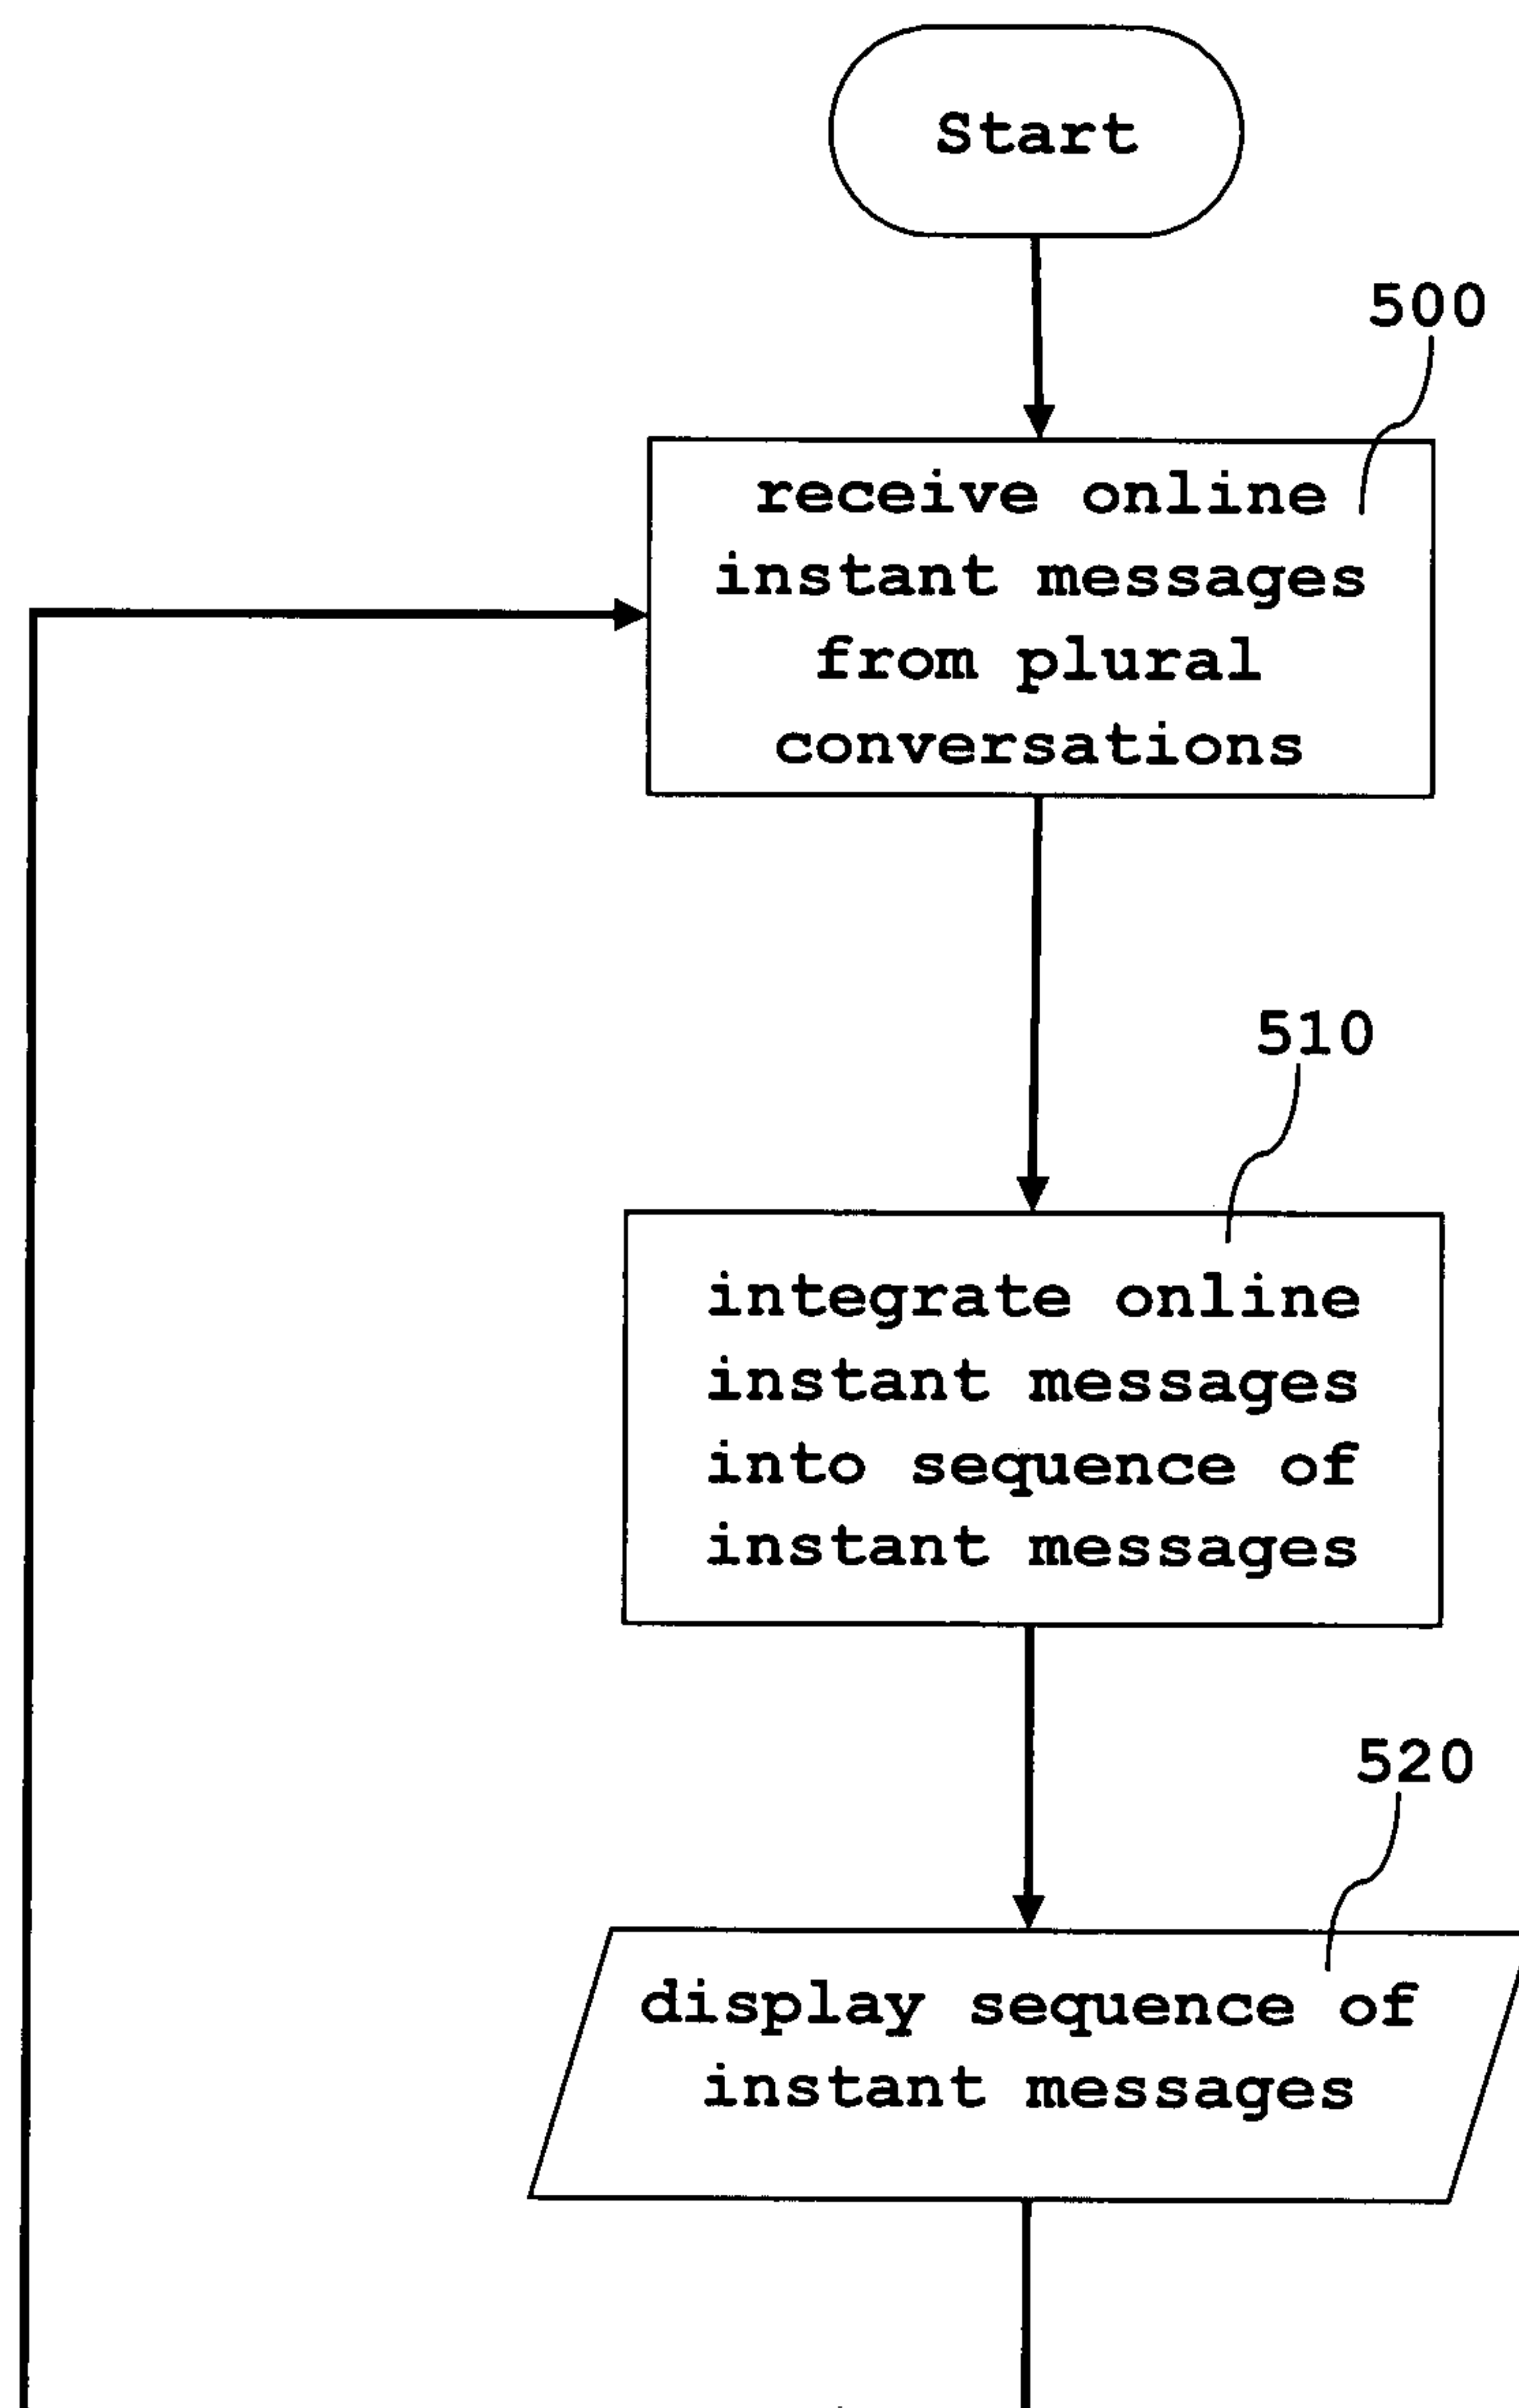 Start
500
receive online
instant messages
from plural
conversations
510
integrate online
instant messages
into sequence of
instant messages
520
display sequence of
instant messages